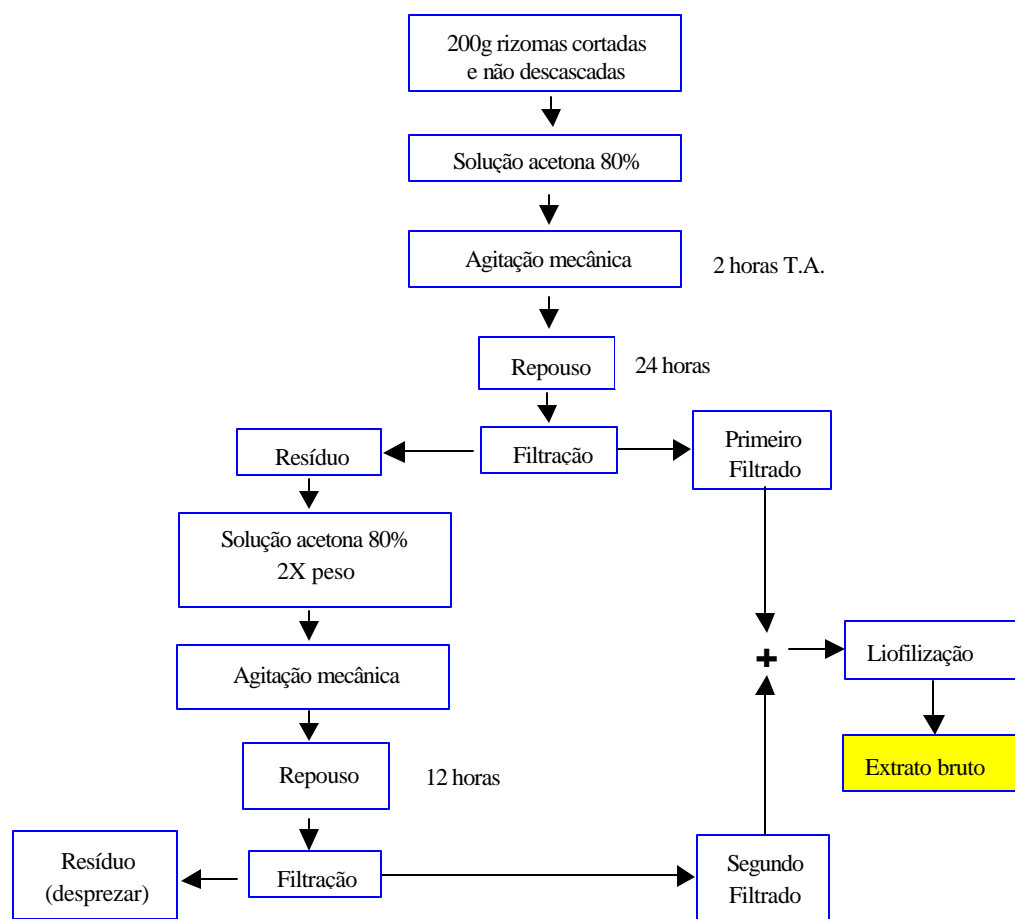 200g rizomas cortadas
e não descascadas
Solução acetona 80%
Agitação mecânica
2 horas T.A.
Repouso
24 horas
Resíduo
Filtração
Primeiro
Filtrado
Solução acetona 80%
2X peso
Agitação mecânica
+
Liofilização
Repouso
12 horas
Extrato bruto
Resíduo
(desprezar)
Filtração
Segundo
Filtrado